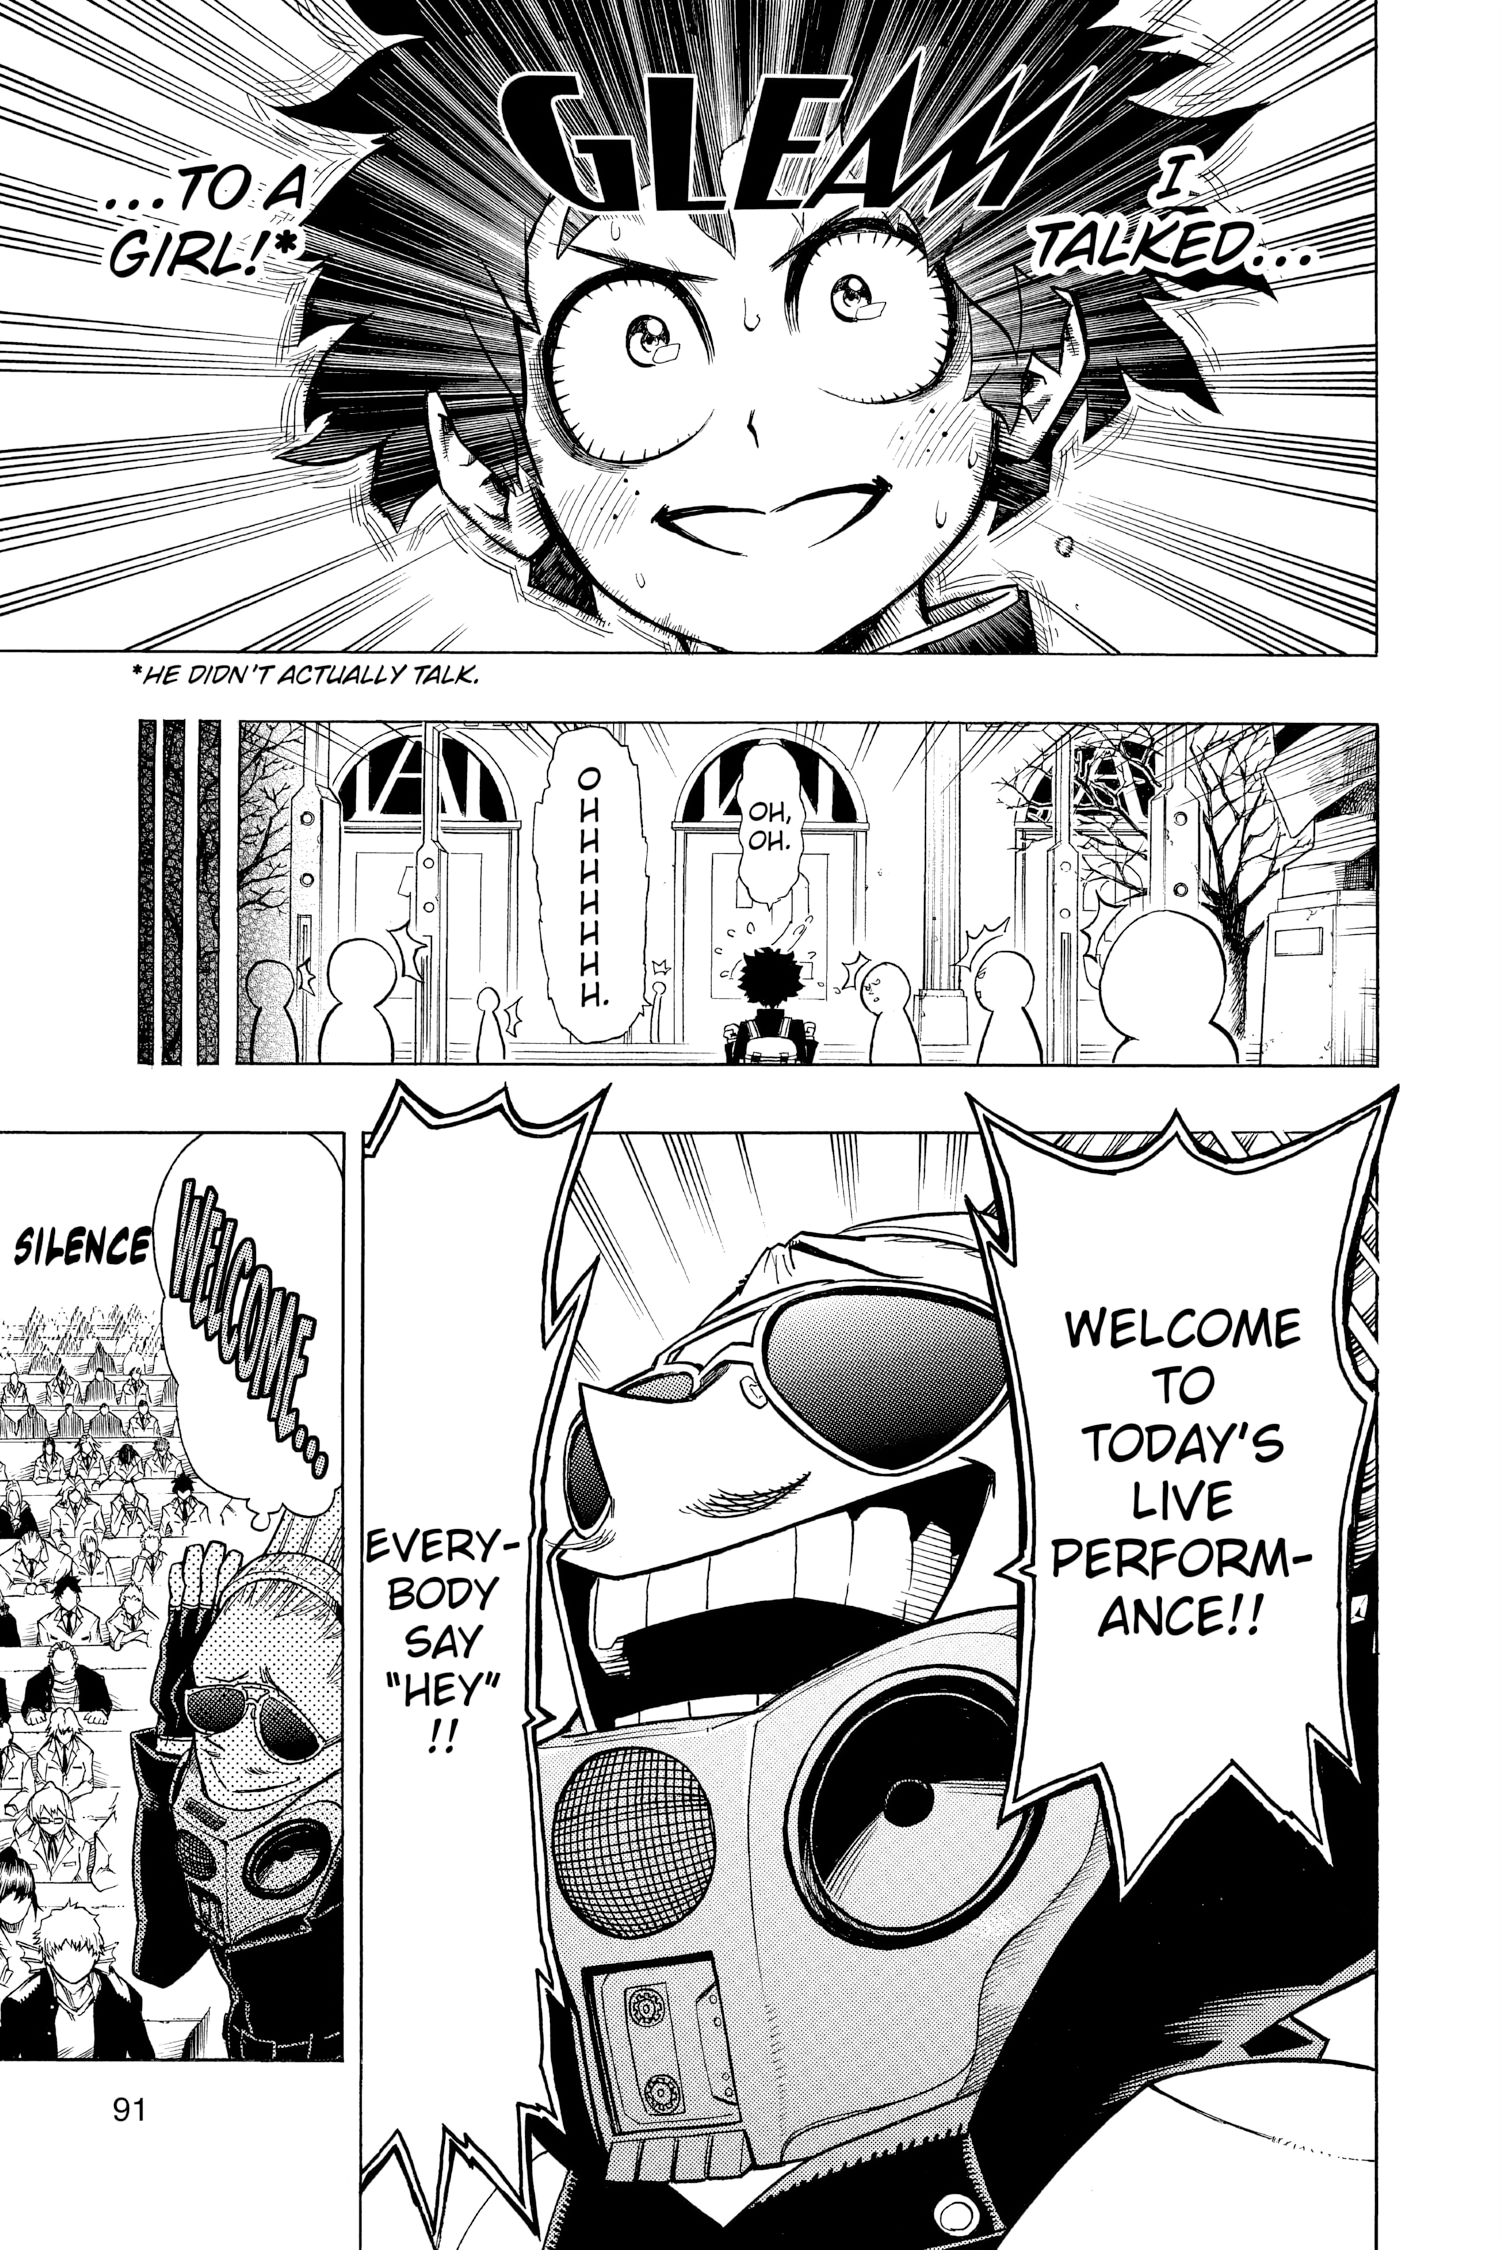 GLEAM
I
TALKED...
...TO A
GIRL!*
*HE DIDN'T ACTUALLY TALK.
OH,
OH.
OHHHHHHH.
WELCOME
TO
TODAY'S
LIVE
PERFORM-
ANCE!!
EVERY-
BODY
SAY
"HEY"
!!
WELCOME...
SILENCE
91